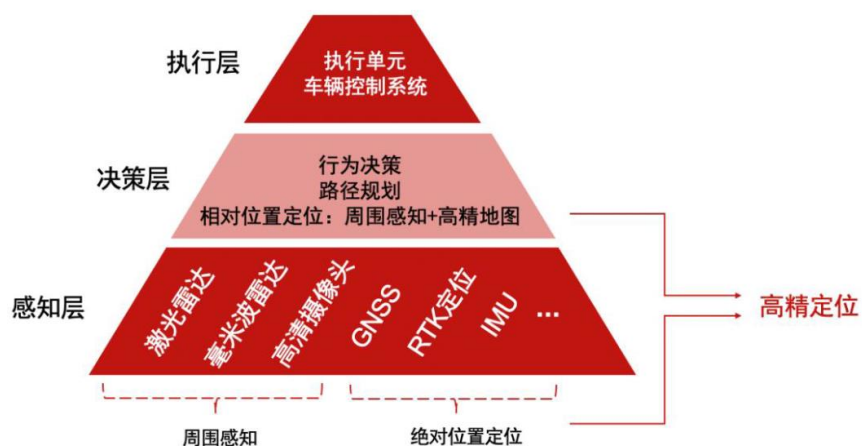 执行层
执行单元
车辆控制系统
决策层
行为决策
路径规划
相对位置定位：周围感知+高精地图
感知层
激光雷达
毫米波雷达
高清摄像头
GNSS
RTK定位
IMU
...
高精定位
周围感知
绝对位置定位